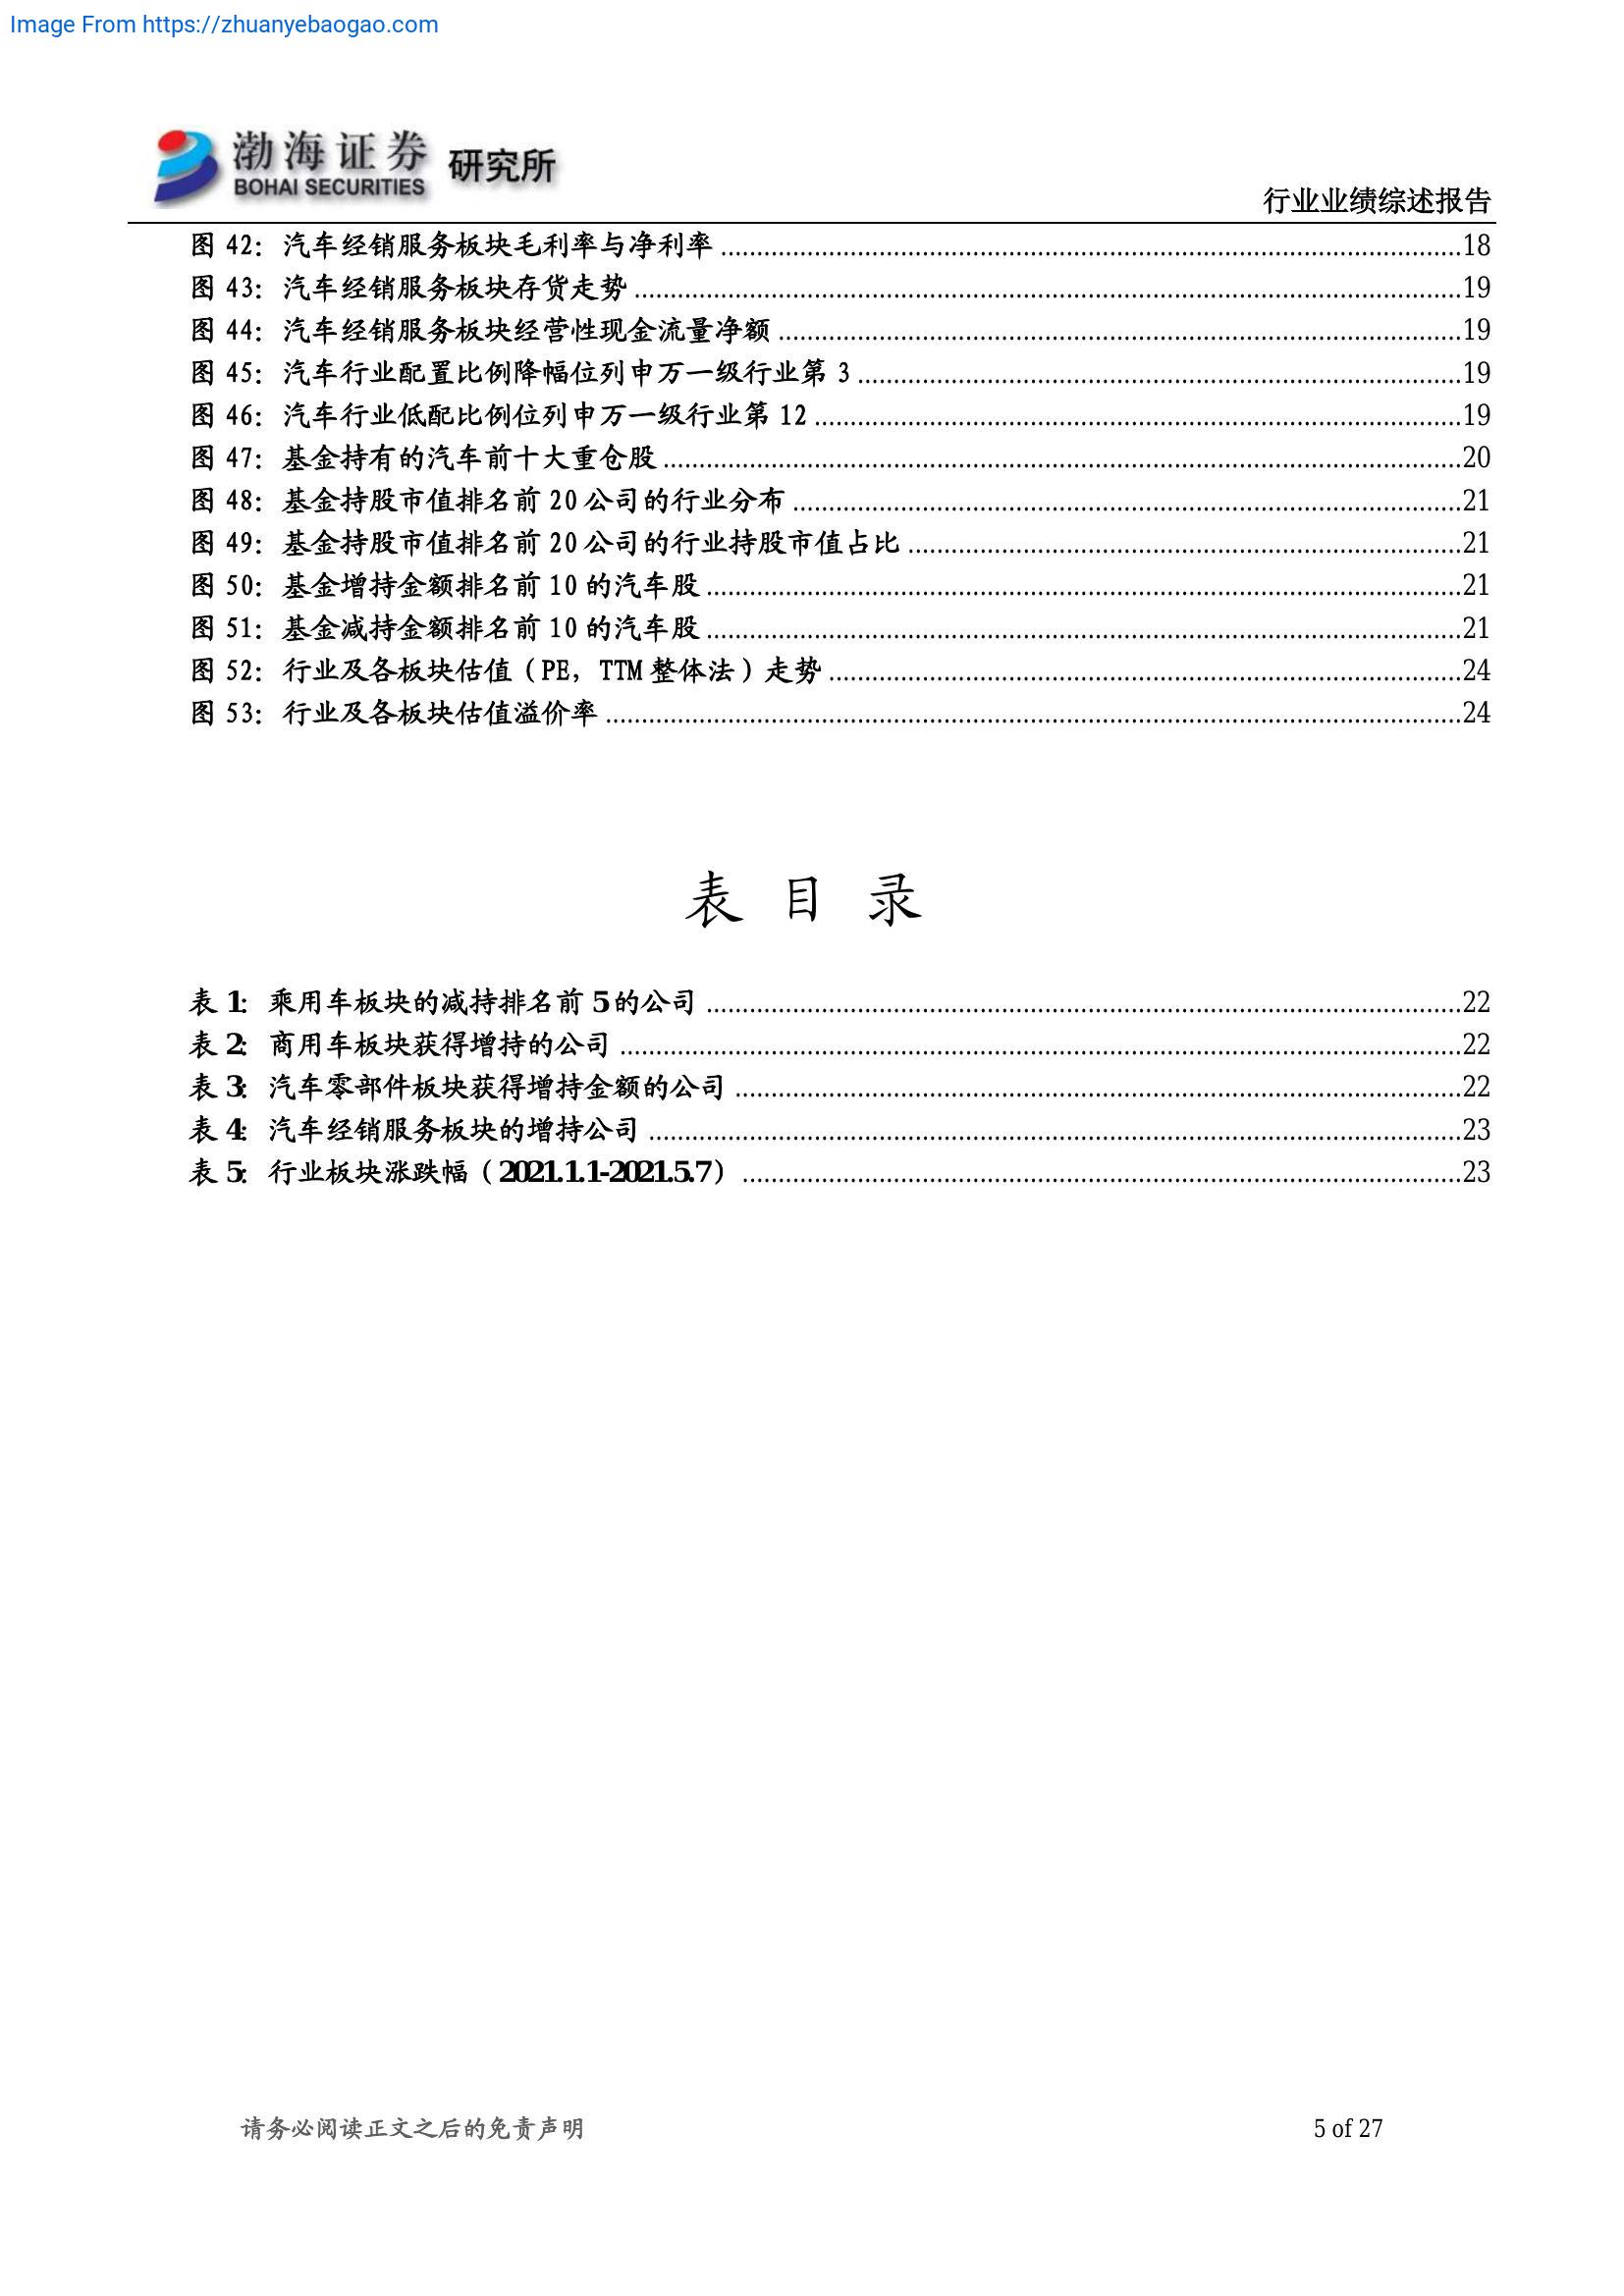 Image From https://zhuanyebaogao.com
渤海证券 研究所
BOHAI SECURITIES
行业业绩综述报告
图 42：汽车经销服务板块毛利率与净利率......18
图 43：汽车经销服务板块存货走势......19
图 44：汽车经销服务板块经营性现金流量净额......19
图 45：汽车行业配置比例降幅位列申万一级行业第 3......19
图 46：汽车行业低配比例位列申万一级行业第 12......19
图 47：基金持有的汽车前十大重仓股......20
图 48：基金持股市值排名前 20 公司的行业分布......21
图 49：基金持股市值排名前 20 公司的行业持股市值占比......21
图 50：基金增持金额排名前 10 的汽车股......21
图 51：基金减持金额排名前 10 的汽车股......21
图 52：行业及各板块估值（PE，TTM 整体法）走势......24
图 53：行业及各板块估值溢价率......24
表 目 录
表 1：乘用车板块的减持排名前 5 的公司......22
表 2：商用车板块获得增持的公司......22
表 3：汽车零部件板块获得增持金额的公司......22
表 4：汽车经销服务板块的增持公司......23
表 5：行业板块涨跌幅（2021.1.1-2021.5.7）......23
请务必阅读正文之后的免责声明
5 of 27